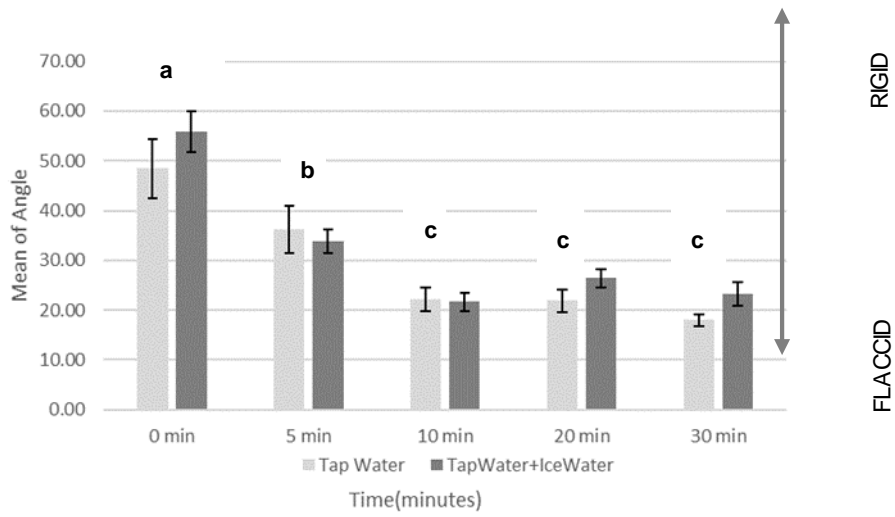 70.00
60.00
50.00
40.00
30.00
20.00
10.00
0.00
Mean of Angle
a
b
c
c
c
0 min
5 min
10 min
20 min
30 min
Tap Water
TapWater+IceWater
Time(minutes)
RIGID
FLACCID